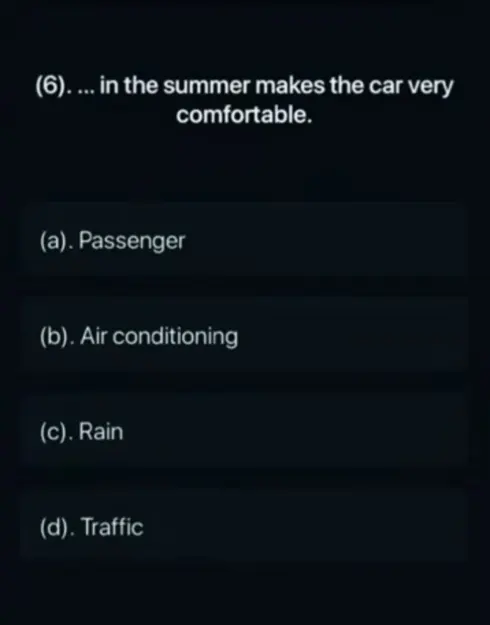 (6). ... in the summer makes the car very
comfortable.
(a). Passenger
(b). Air conditioning
(c). Rain
(d). Traffic